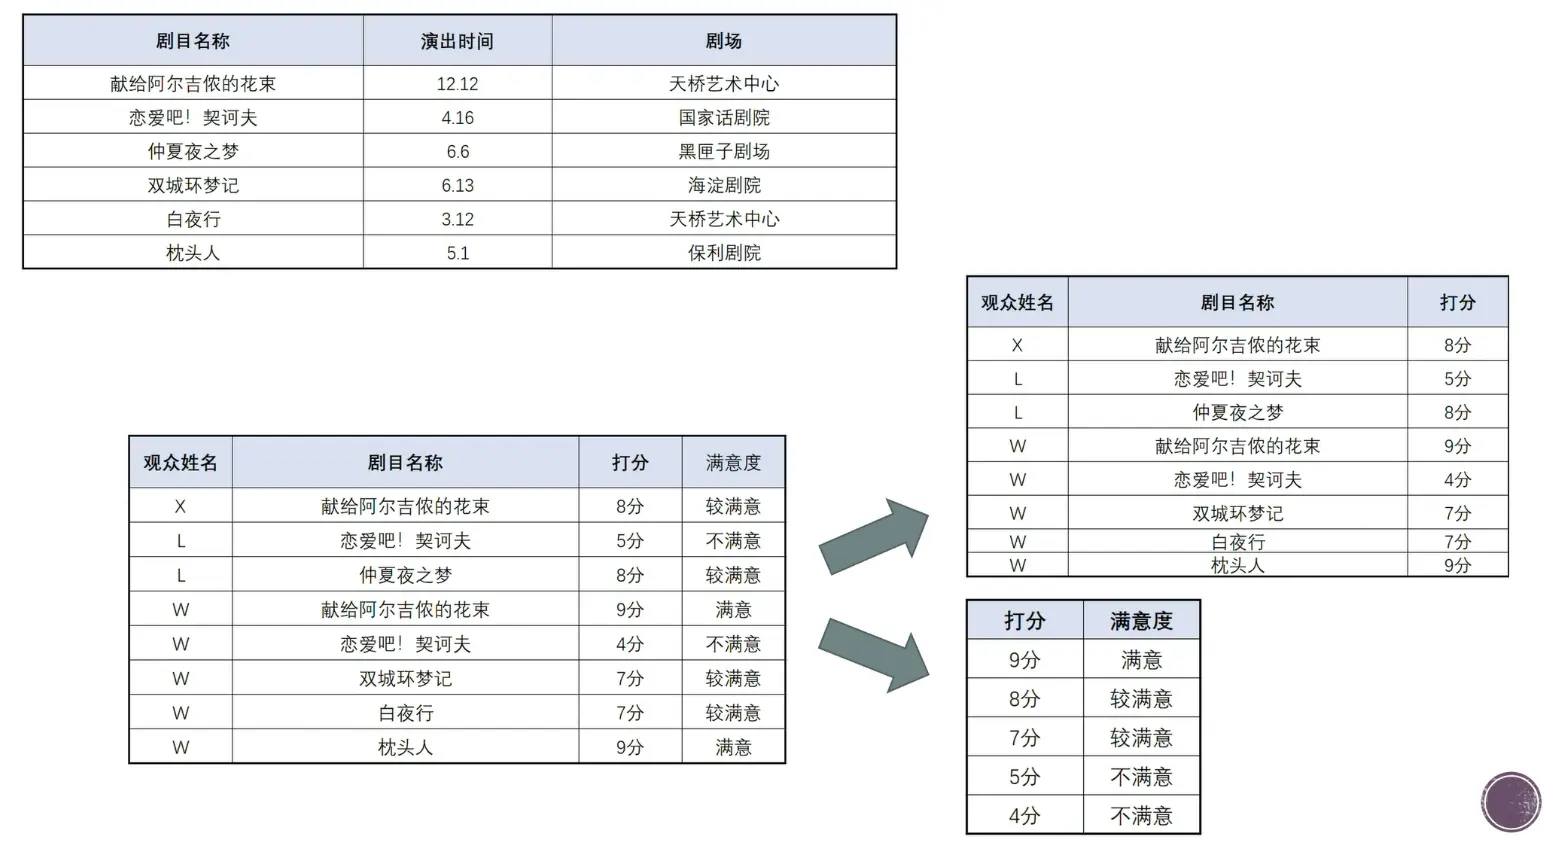 剧目名称 演出时间 剧场
献给阿尔吉侬的花束 12.12 天桥艺术中心
恋爱吧！契诃夫 4.16 国家话剧院
仲夏夜之梦 6.6 黑匣子剧场
双城环梦记 6.13 海淀剧院
白夜行 3.12 天桥艺术中心
枕头人 5.1 保利剧院
观众姓名 剧目名称 打分 满意度
X 献给阿尔吉侬的花束 8分 较满意
L 恋爱吧！契诃夫 5分 不满意
L 仲夏夜之梦 8分 较满意
W 献给阿尔吉侬的花束 9分 满意
W 恋爱吧！契诃夫 4分 不满意
W 双城环梦记 7分 较满意
W 白夜行 7分 较满意
W 枕头人 9分 满意
观众姓名 剧目名称 打分
X 献给阿尔吉侬的花束 8分
L 恋爱吧！契诃夫 5分
L 仲夏夜之梦 8分
W 献给阿尔吉侬的花束 9分
W 恋爱吧！契诃夫 4分
W 双城环梦记 7分
W 白夜行 7分
W 枕头人 9分
打分 满意度
9分 满意
8分 较满意
7分 较满意
5分 不满意
4分 不满意